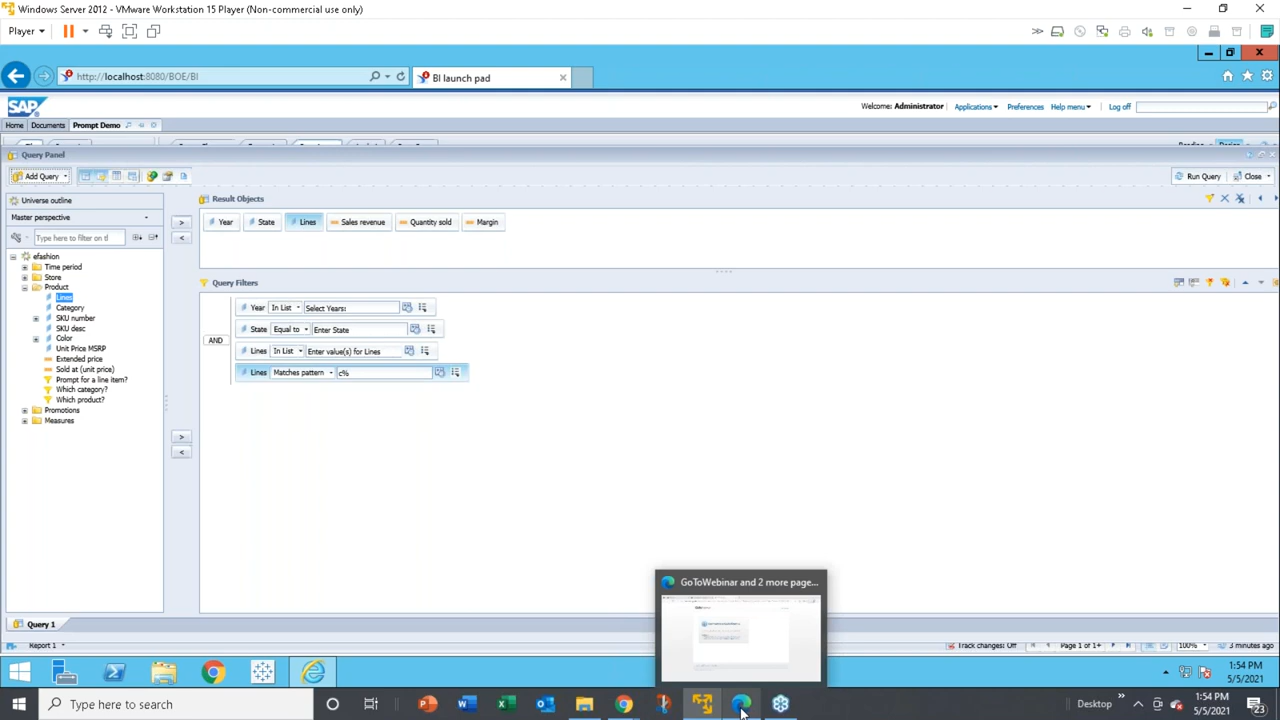 Windows Server 2012 - VMware Workstation 15 Player (Non-commercial use only)
Player
http://localhost:8080/BOE/BI
BI launch pad
SAP
Welcome: Administrator
Applications
Preferences
Help menu
Log off
Home
Documents
Prompt Demo
Query Panel
Add Query
Run Query
Close
Universe outline
Result Objects
Master perspective
Year
State
Lines
Sales revenue
Quantity sold
Margin
Type here to filter on tl
efashion
Time period
Store
Product
Lines
Category
SKU number
SKU desc
Color
Unit Price MSRP
Extended price
Sold at (unit price)
Prompt for a line item?
Which category?
Which product?
Promotions
Measures
Query Filters
AND
Year In List Select Years:
State Equal to Enter State
Lines In List Enter value(s) for Lines
Lines Matches pattern c%
GoToWebinar and 2 more page...
Query 1
Report 1
Track changes: Off
Page 1 of 1+
100%
3 minutes ago
1:54 PM
5/5/2021
Type here to search
Desktop
1:54 PM
5/5/2021
23